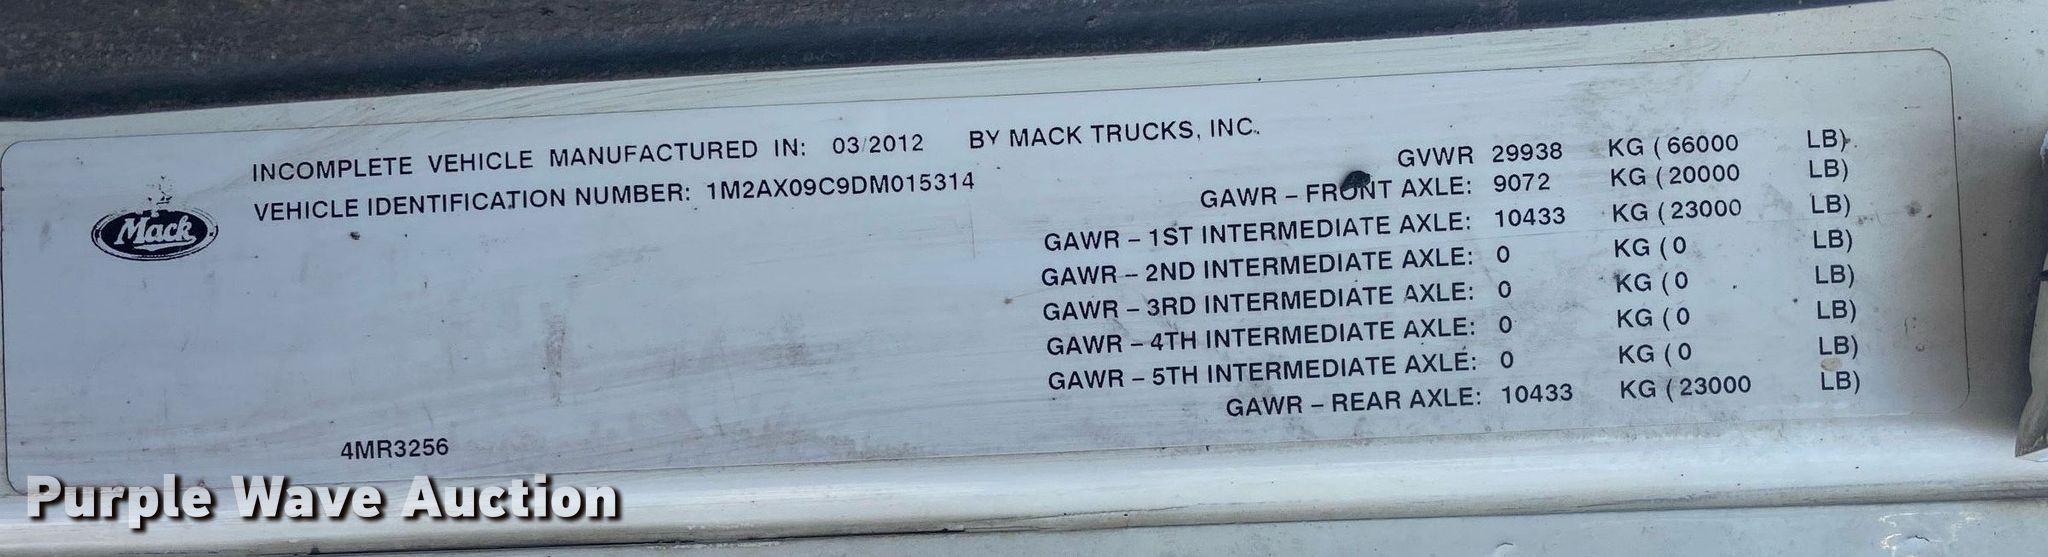 INCOMPLETE VEHICLE MANUFACTURED IN: 03/2012 BY MACK TRUCKS, INC.
VEHICLE IDENTIFICATION NUMBER: 1M2AX09C9DM015314
Mack
GVWR 29938 KG (66000 LB)
GAWR – FRONT AXLE: 9072 KG (20000 LB)
GAWR – 1ST INTERMEDIATE AXLE: 10433 KG (23000 LB)
GAWR – 2ND INTERMEDIATE AXLE: 0 KG (0 LB)
GAWR – 3RD INTERMEDIATE AXLE: 0 KG (0 LB)
GAWR – 4TH INTERMEDIATE AXLE: 0 KG (0 LB)
GAWR – 5TH INTERMEDIATE AXLE: 0 KG (0 LB)
GAWR – REAR AXLE: 10433 KG (23000 LB)
4MR3256
Purple Wave Auction